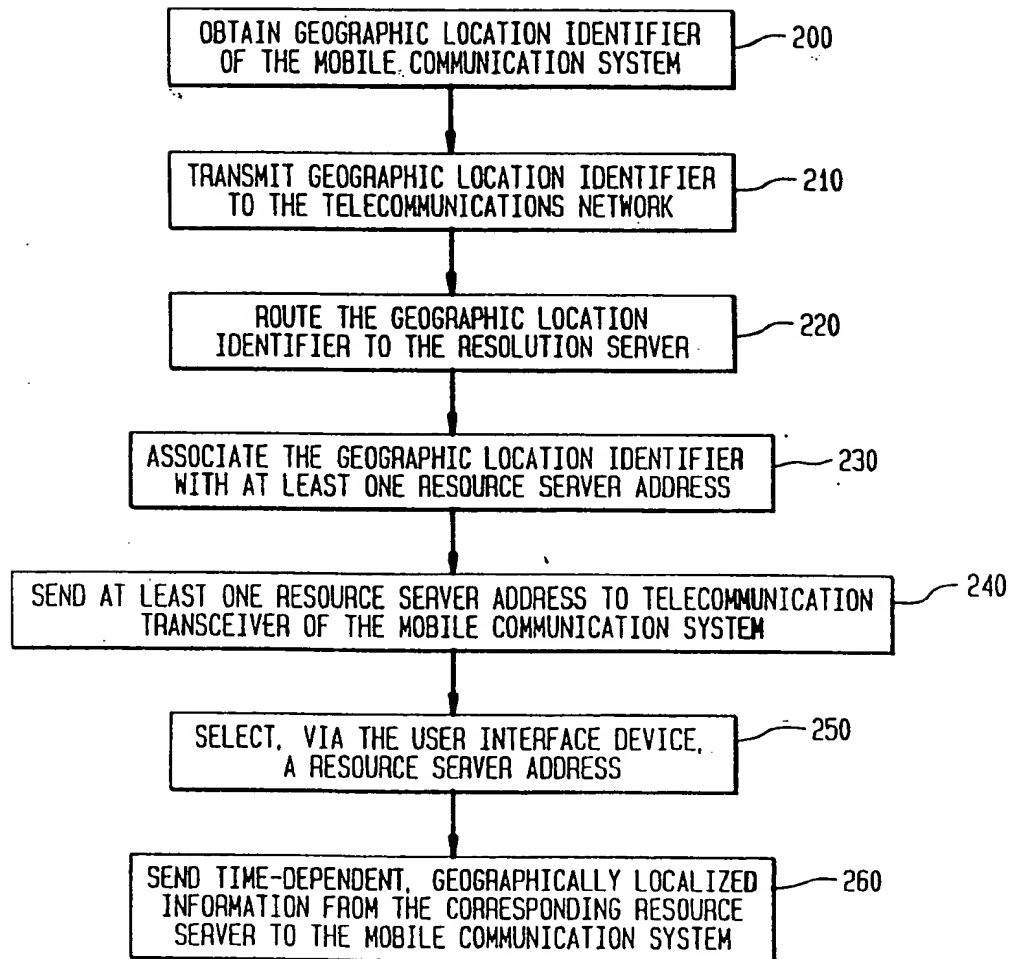 OBTAIN GEOGRAPHIC LOCATION IDENTIFIER
OF THE MOBILE COMMUNICATION SYSTEM
200
TRANSMIT GEOGRAPHIC LOCATION IDENTIFIER
TO THE TELECOMMUNICATIONS NETWORK
210
ROUTE THE GEOGRAPHIC LOCATION
IDENTIFIER TO THE RESOLUTION SERVER
220
ASSOCIATE THE GEOGRAPHIC LOCATION IDENTIFIER
WITH AT LEAST ONE RESOURCE SERVER ADDRESS
230
SEND AT LEAST ONE RESOURCE SERVER ADDRESS TO TELECOMMUNICATION
TRANSCEIVER OF THE MOBILE COMMUNICATION SYSTEM
240
SELECT, VIA THE USER INTERFACE DEVICE,
A RESOURCE SERVER ADDRESS
250
SEND TIME-DEPENDENT, GEOGRAPHICALLY LOCALIZED
INFORMATION FROM THE CORRESPONDING RESOURCE
SERVER TO THE MOBILE COMMUNICATION SYSTEM
260